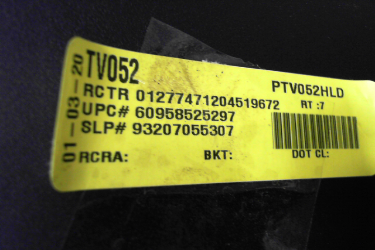 01-03-20
TV052
PTV052HLD
RCTR 01277471204519672
RT :7
UPC# 60958525297
SLP# 93207055307
RCRA: BKT: DOT CL: